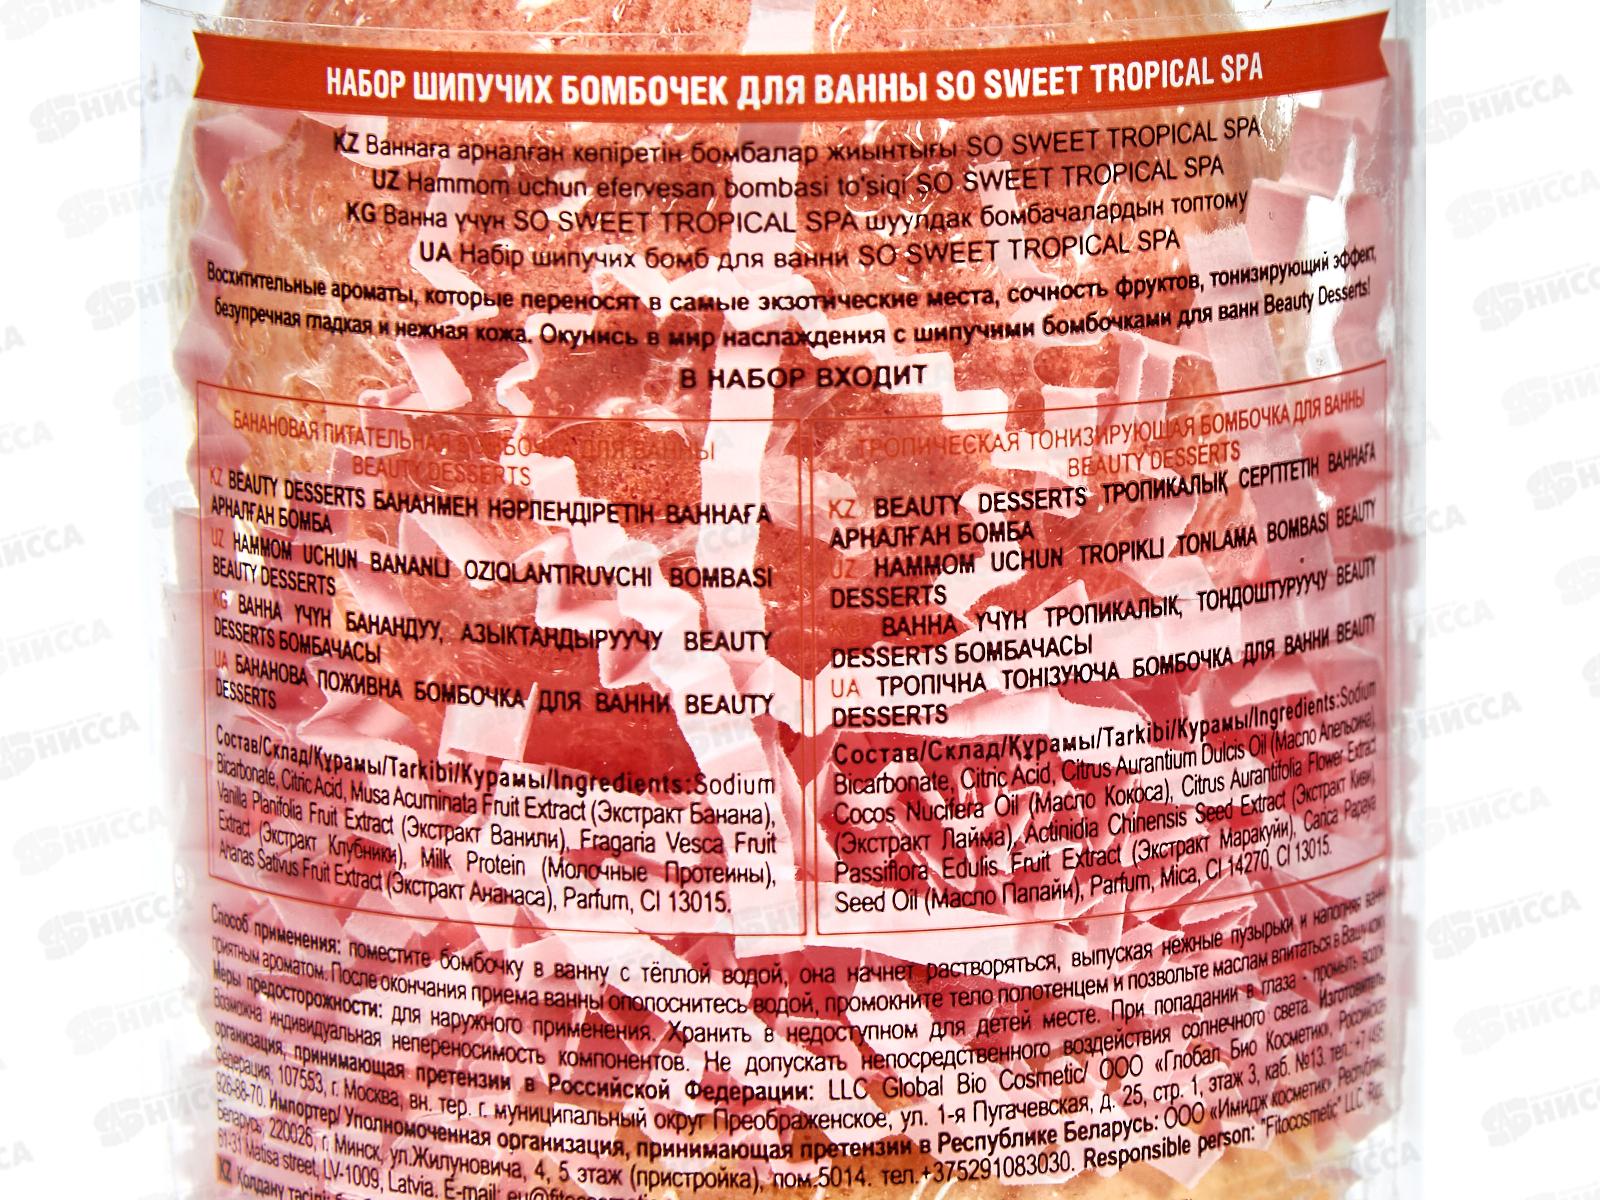 НАБОР ШИПУЧИХ БОМБОЧЕК ДЛЯ ВАННЫ SO SWEET TROPICAL SPA
KZ Ваннаға арналған көпіретін бомбалар жиынтығы SO SWEET TROPICAL SPA
UZ Hammom uchun efervesan bombasi to'siqi SO SWEET TROPICAL SPA
KG Ванна үчүн SO SWEET TROPICAL SPA шуулдак бомбачалардын топтому
UA Набір шипучих бомб для ванни SO SWEET TROPICAL SPA
Восхитительные ароматы, которые переносят в самые экзотические места, сочность фруктов, тонизирующий эффект,
безупречная гладкая и нежная кожа. Окунись в мир наслаждения с шипучими бомбочками для ванн Beauty Desserts!
В НАБОР ВХОДИТ
БАНАНОВАЯ ПИТАТЕЛЬНАЯ БОМБОЧКА ДЛЯ ВАННЫ
BEAUTY DESSERTS
KZ BEAUTY DESSERTS БАНАНМЕН НӘРЛЕНДІРЕТІН ВАННАҒА
АРНАЛҒАН БОМБА
UZ HAMMOM UCHUN BANANLI OZIQLANTIRUVCHI BOMBASI
BEAUTY DESSERTS
KG ВАННА ҮЧҮН БАНАНДУУ, АЗЫКТАНДЫРУУЧУ BEAUTY
DESSERTS БОМБАЧАСЫ
UA БАНАНОВА ПОЖИВНА БОМБОЧКА ДЛЯ ВАННИ BEAUTY
DESSERTS
Состав/Склад/Құрамы/Tarkibi/Курамы/Ingredients:Sodium
Bicarbonate, Citric Acid, Musa Acuminata Fruit Extract (Экстракт Банана),
Vanilla Planifolia Fruit Extract (Экстракт Ванили), Fragaria Vesca Fruit
Extract (Экстракт Клубники), Milk Protein (Молочные Протеины),
Ananas Sativus Fruit Extract (Экстракт Ананаса), Parfum, CI 13015.
ТРОПИЧЕСКАЯ ТОНИЗИРУЮЩАЯ БОМБОЧКА ДЛЯ ВАННЫ
BEAUTY DESSERTS
KZ BEAUTY DESSERTS ТРОПИКАЛЫҚ СЕРГІТЕТІН ВАННАҒА
АРНАЛҒАН БОМБА
UZ HAMMOM UCHUN TROPIKLI TONLAMA BOMBASI BEAUTY
DESSERTS
ВАННА ҮЧҮН ТРОПИКАЛЫК, ТОНДОШТУРУУЧУ BEAUTY
DESSERTS БОМБАЧАСЫ
UA ТРОПІЧНА ТОНІЗУЮЧА БОМБОЧКА ДЛЯ ВАННИ BEAUTY
DESSERTS
Состав/Склад/Құрамы/Tarkibi/Курамы/Ingredients:Sodium
Bicarbonate, Citric Acid, Citrus Aurantium Dulcis Oil (Масло Апельсина),
Cocos Nucifera Oil (Масло Кокоса), Citrus Aurantifolia Flower Extract
(Экстракт Лайма), Actinidia Chinensis Seed Extract (Экстракт Киви),
Passiflora Edulis Fruit Extract (Экстракт Маракуйи), Carica Papaya
Seed Oil (Масло Папайи), Parfum, Mica, CI 14270, CI 13015.
Способ применения: поместите бомбочку в ванну с тёплой водой, она начнет растворяться, выпуская нежные пузырьки и наполняя ванну
приятным ароматом. После окончания приема ванны ополоснитесь водой, промокните тело полотенцем и позвольте маслам впитаться в Вашу кожу.
Меры предосторожности: для наружного применения. Хранить в недоступном для детей месте. При попадании в глаза - промыть водой.
Возможна индивидуальная непереносимость компонентов. Не допускать непосредственного воздействия солнечного света. Изготовитель/
организация, принимающая претензии в Российской Федерации: LLC Global Bio Cosmetic/ ООО «Глобал Био Косметик», Российская
Федерация, 107553, г. Москва, вн. тер. г. муниципальный округ Преображенское, ул. 1-я Пугачевская, д. 25, стр. 1, этаж 3, каб. №13. тел.: +7 (495)
926-88-70. Импортер/ Уполномоченная организация, принимающая претензии в Республике Беларусь: ООО «Имидж косметик», Республика
Беларусь, 220026, г. Минск, ул.Жилуновича, 4, 5 этаж (пристройка), пом.5014. тел.+375291083030. Responsible person: "Fitocosmetic" LLC, Riga,
61-31 Matisa street, LV-1009, Latvia. E-mail:
KZ Қолдану тәсілі:
НИССА